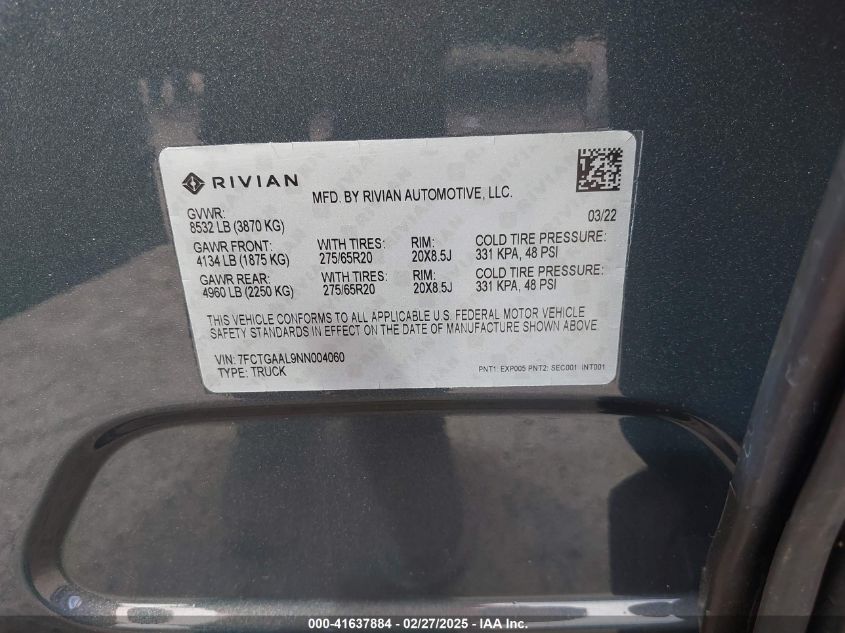 RIVIAN
MFD. BY RIVIAN AUTOMOTIVE, LLC.
GVWR:
8532 LB (3870 KG)
03/22
GAWR FRONT: WITH TIRES: RIM: COLD TIRE PRESSURE:
4134 LB (1875 KG) 275/65R20 20X8.5J 331 KPA, 48 PSI
GAWR REAR: WITH TIRES: RIM: COLD TIRE PRESSURE:
4960 LB (2250 KG) 275/65R20 20X8.5J 331 KPA, 48 PSI
THIS VEHICLE CONFORMS TO ALL APPLICABLE U.S. FEDERAL MOTOR VEHICLE
SAFETY STANDARDS IN EFFECT ON THE DATE OF MANUFACTURE SHOWN ABOVE
VIN: 7FCTGAAL9NN004060
TYPE: TRUCK
PNT1: EXP005 PNT2: SEC001 INT001
000-41637884 / 02/27/2025 / COPART.COM